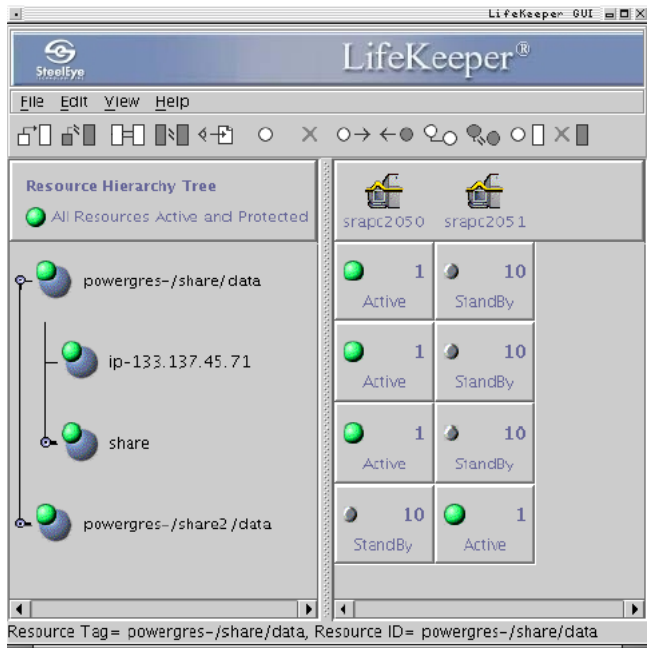 LifeKeeper GUI
SteelEye
LifeKeeper®
File Edit View Help
Resource Hierarchy Tree
All Resources Active and Protected
srapc2050 srapc2051
powergres-/share/data
1 Active 10 StandBy
ip-133.137.45.71
1 Active 10 StandBy
share
1 Active 10 StandBy
powergres-/share2/data
10 StandBy 1 Active
Resource Tag= powergres-/share/data, Resource ID= powergres-/share/data